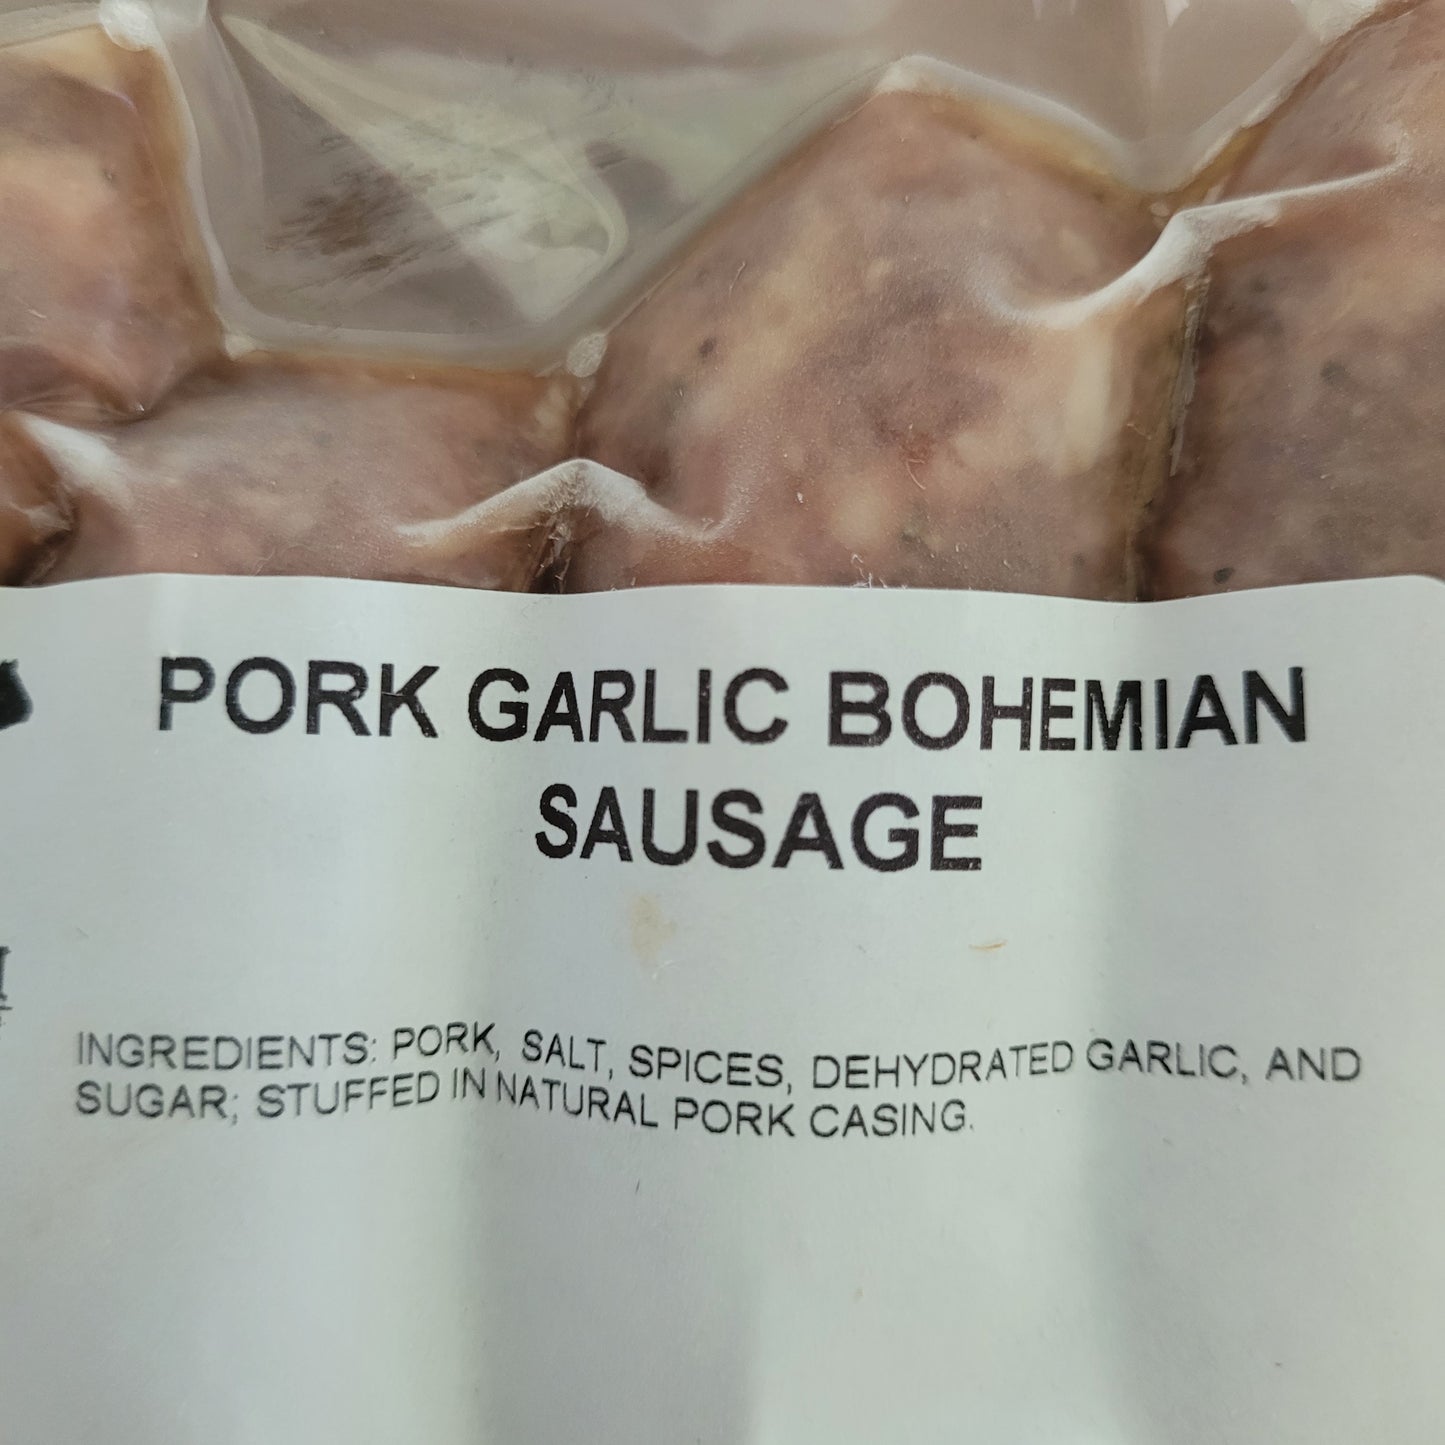 PORK GARLIC BOHEMIAN
SAUSAGE
INGREDIENTS: PORK, SALT, SPICES, DEHYDRATED GARLIC, AND
SUGAR; STUFFED IN NATURAL PORK CASING.